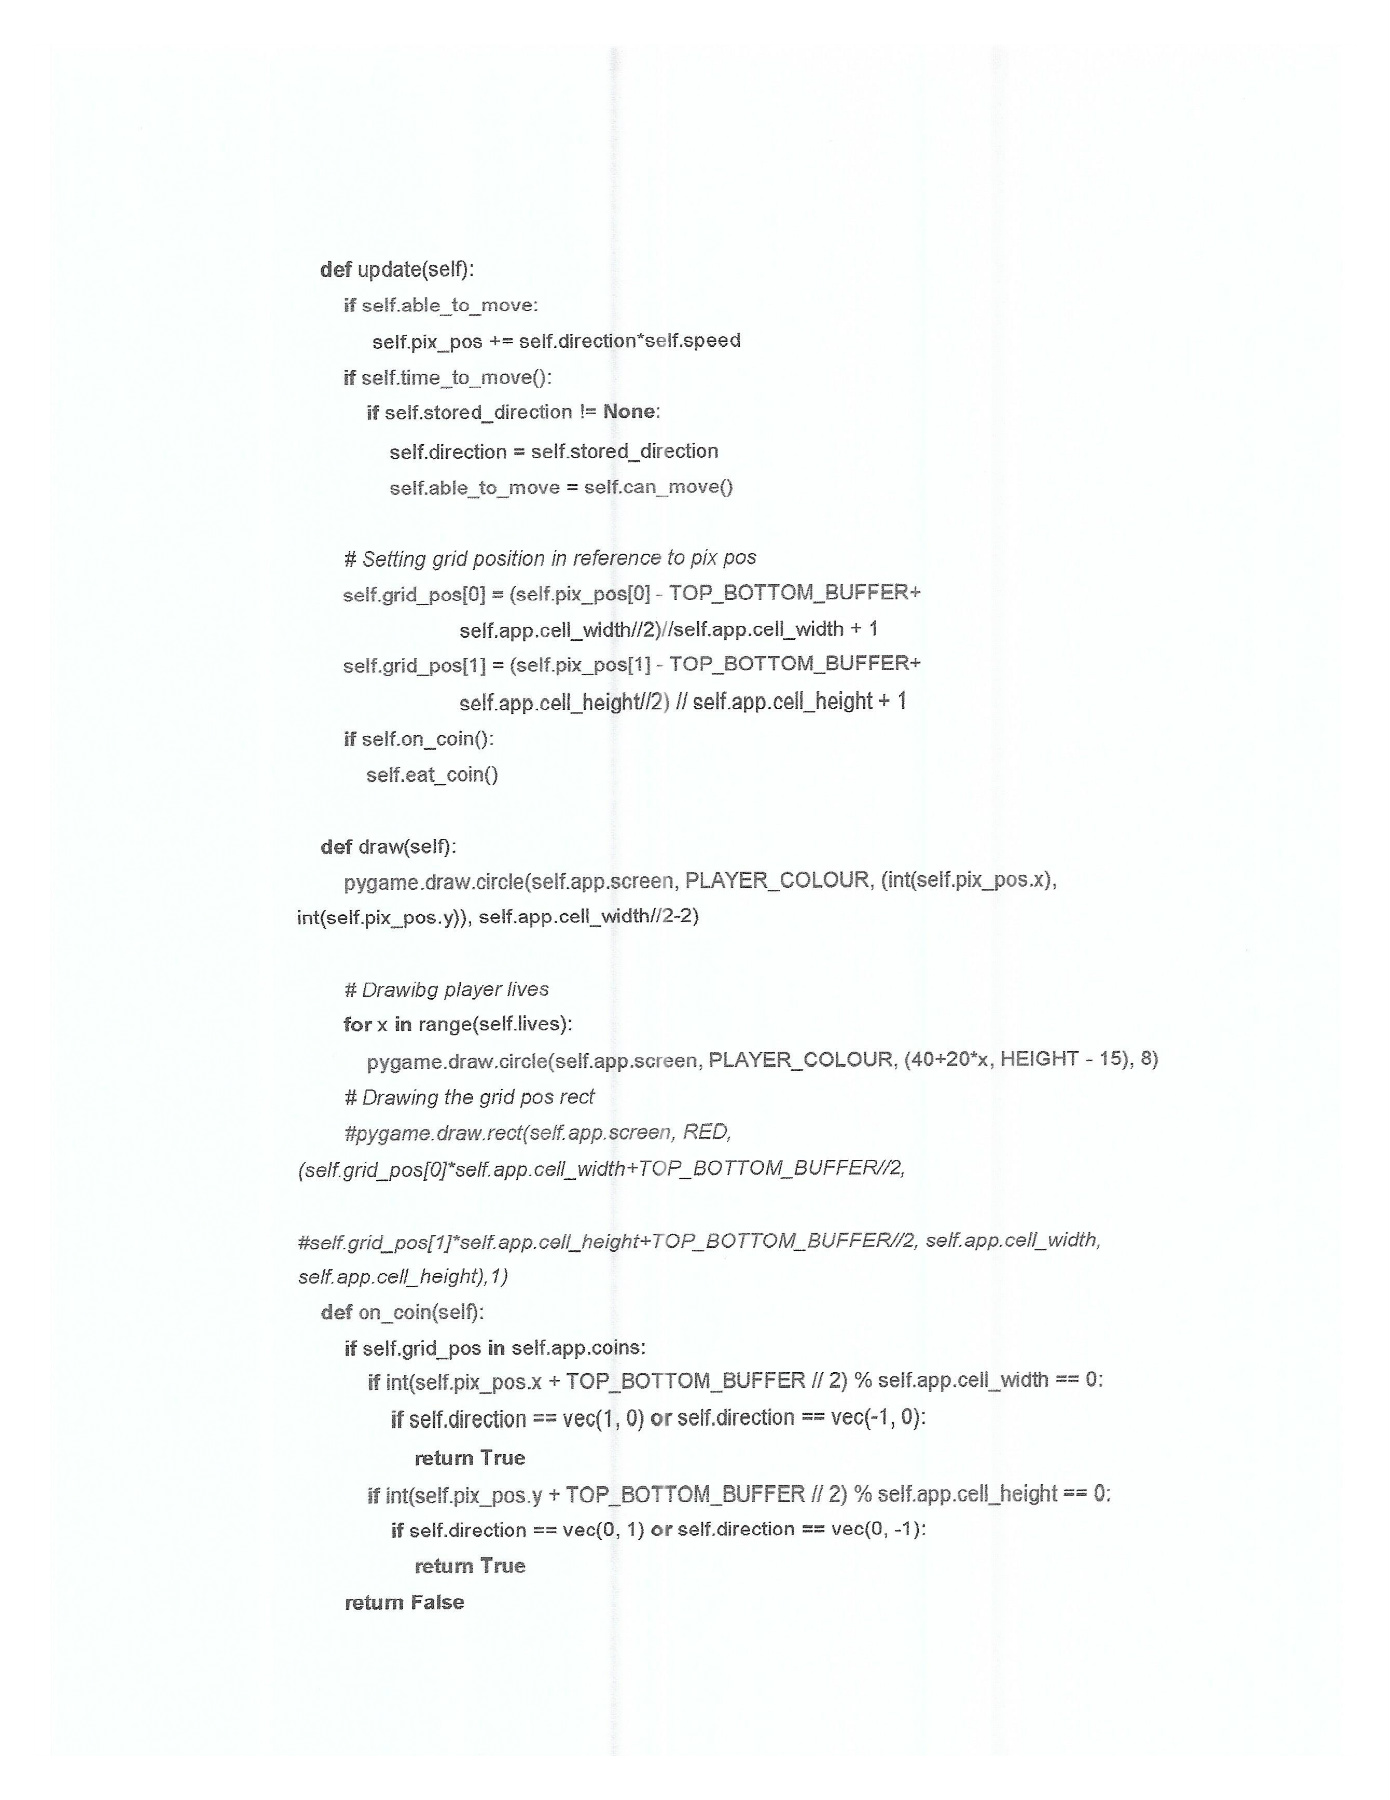 def update(self):
if self.able_to_move:
self.pix_pos += self.direction*self.speed
if self.time_to_move():
if self.stored_direction != None:
self.direction = self.stored_direction
self.able_to_move = self.can_move()
# Setting grid position in reference to pix pos
self.grid_pos[0] = (self.pix_pos[0] - TOP_BOTTOM_BUFFER+
self.app.cell_width//2)//self.app.cell_width + 1
self.grid_pos[1] = (self.pix_pos[1] - TOP_BOTTOM_BUFFER+
self.app.cell_height//2) // self.app.cell_height + 1
if self.on_coin():
self.eat_coin()
def draw(self):
pygame.draw.circle(self.app.screen, PLAYER_COLOUR, (int(self.pix_pos.x),
int(self.pix_pos.y)), self.app.cell_width//2-2)
# Drawibg player lives
for x in range(self.lives):
pygame.draw.circle(self.app.screen, PLAYER_COLOUR, (40+20*x, HEIGHT - 15), 8)
# Drawing the grid pos rect
#pygame.draw.rect(self.app.screen, RED,
(self.grid_pos[0]*self.app.cell_width+TOP_BOTTOM_BUFFER//2,
#self.grid_pos[1]*self.app.cell_height+TOP_BOTTOM_BUFFER//2, self.app.cell_width,
self.app.cell_height), 1)
def on_coin(self):
if self.grid_pos in self.app.coins:
if int(self.pix_pos.x + TOP_BOTTOM_BUFFER // 2) % self.app.cell_width == 0:
if self.direction == vec(1, 0) or self.direction == vec(-1, 0):
return True
if int(self.pix_pos.y + TOP_BOTTOM_BUFFER // 2) % self.app.cell_height == 0:
if self.direction == vec(0, 1) or self.direction == vec(0, -1):
return True
return False